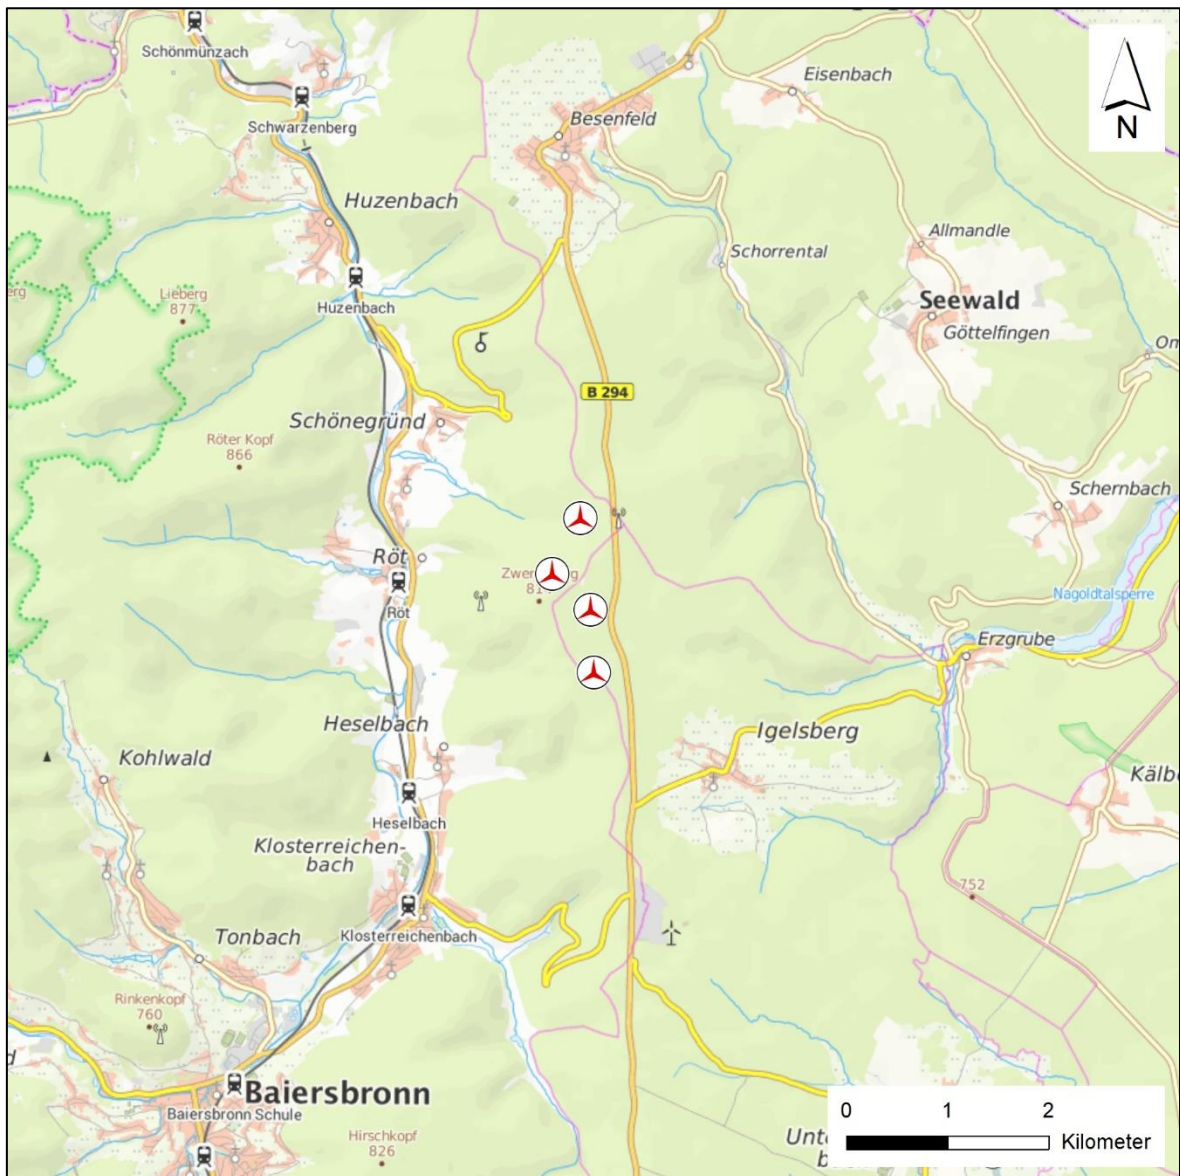 Schönmünzach
Eisenbach
N
Besenfeld
Schwarzenberg
Huzenbach
Allmandle
Schorrental
Lieberg
877
Seewald
Huzenbach
Göttelfingen
B 294
Schönegründ
Röter Kopf
866
Schernbach
Röt
Nagoldtalsperre
Röt
Erzgrube
Heselbach
Igelsberg
Kohlwald
Heselbach
Klosterreichen-
bach
752
Tonbach
Klosterreichenbach
Rinkenkopf
760
Baiersbronn
Baiersbronn Schule
Hirschkopf
826
0 1 2
Kilometer